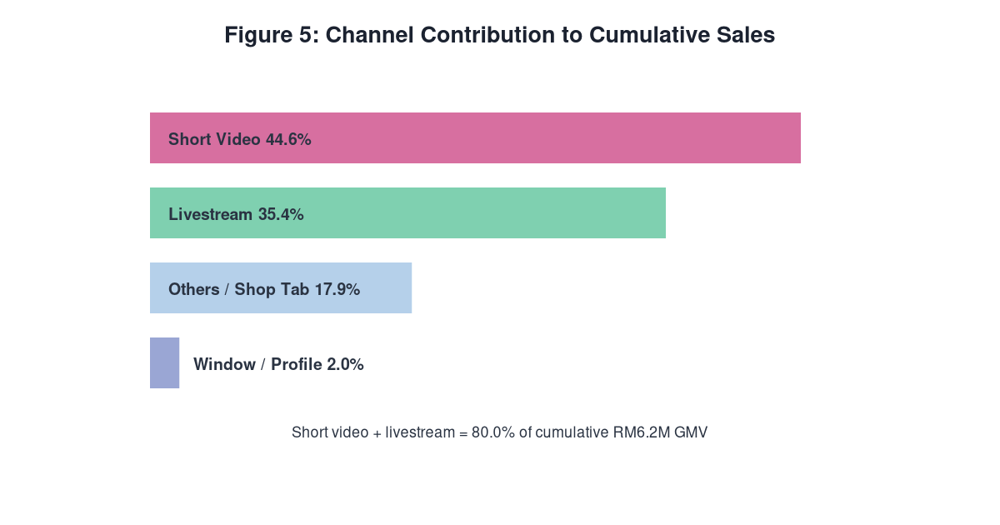 Figure 5: Channel Contribution to Cumulative Sales
Short Video 44.6%
Livestream 35.4%
Others / Shop Tab 17.9%
Window / Profile 2.0%
Short video + livestream = 80.0% of cumulative RM6.2M GMV